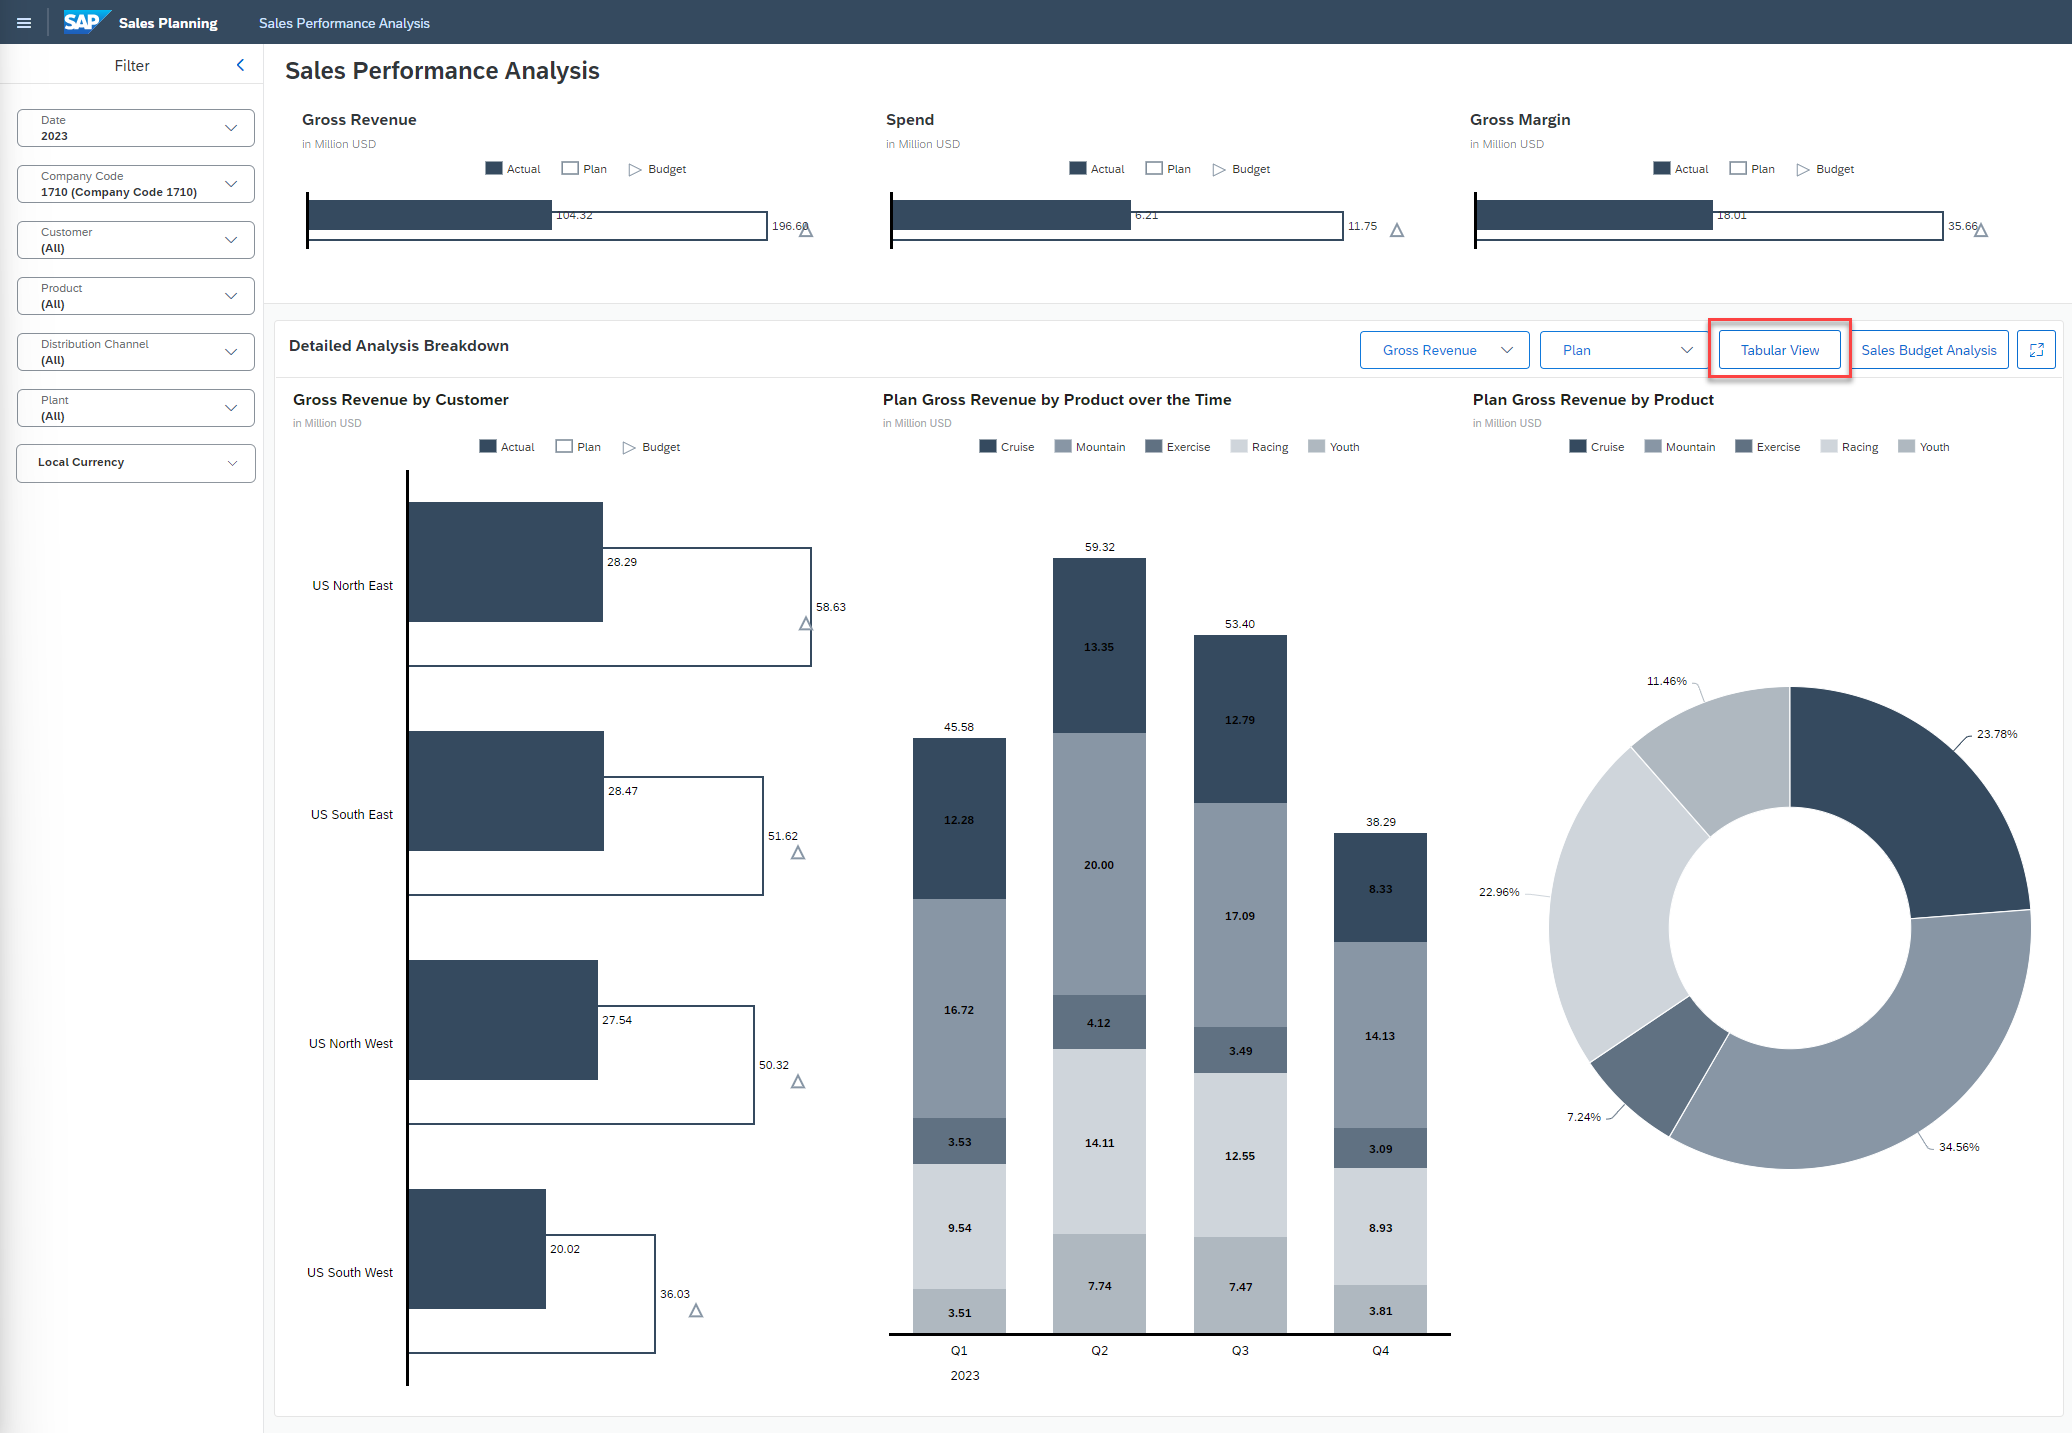 SAP Sales Planning Sales Performance Analysis
Filter
Date
2023
Company Code
1710 (Company Code 1710)
Customer
(All)
Product
(All)
Distribution Channel
(All)
Plant
(All)
Local Currency
Sales Performance Analysis
Gross Revenue
in Million USD
Actual Plan Budget
104.32
196.60
Spend
in Million USD
Actual Plan Budget
6.21
11.75
Gross Margin
in Million USD
Actual Plan Budget
18.01
35.66
Detailed Analysis Breakdown
Gross Revenue Plan Tabular View Sales Budget Analysis
Gross Revenue by Customer
in Million USD
Actual Plan Budget
US North East
28.29
58.63
US South East
28.47
51.62
US North West
27.54
50.32
US South West
20.02
36.03
Plan Gross Revenue by Product over the Time
in Million USD
Cruise Mountain Exercise Racing Youth
45.58
12.28
16.72
3.53
9.54
3.51
59.32
13.35
20.00
4.12
14.11
7.74
53.40
12.79
17.09
3.49
12.55
7.47
38.29
8.33
14.13
3.09
8.93
3.81
Q1 Q2 Q3 Q4
2023
Plan Gross Revenue by Product
in Million USD
Cruise Mountain Exercise Racing Youth
11.46%
23.78%
22.96%
7.24%
34.56%